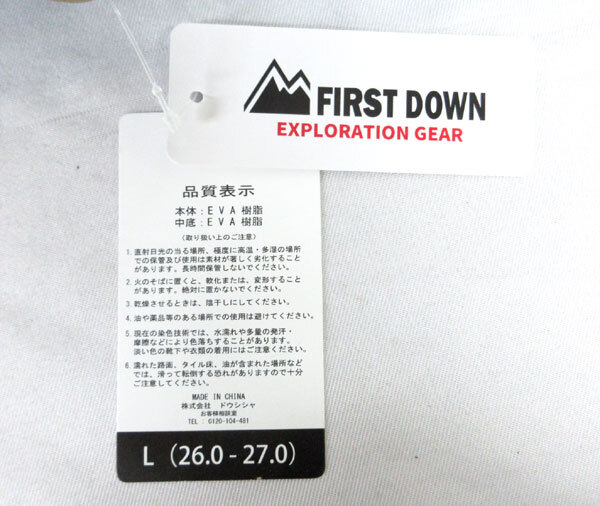 FIRST DOWN
EXPLORATION GEAR
品質表示
本体：ＥＶＡ樹脂
中底：ＥＶＡ樹脂
（取り扱い上のご注意）
1. 直射日光の当る場所、極度に高温・多湿の場所
での保管及び使用は素材が著しく劣化すること
があります。長時間保管しないでください。
2. 火のそばに置くと、軟化または、変形すること
があります。絶対に置かないでください。
3. 乾燥させるときは、陰干しにしてください。
4. 油や薬品等のある場所での使用は避けてください。
5. 現在の染色技術では、水濡れや多量の発汗・
摩擦などにより色落ちすることがあります。
淡い色の靴下や衣類の着用にはご注意ください。
6. 濡れた路面、タイル床、油が含まれた場所など
では、滑って転倒する恐れがありますので十分
ご注意してください。
MADE IN CHINA
株式会社 ドウシシャ
お客様相談室
TEL : 0120-104-481
L（26.0 - 27.0）